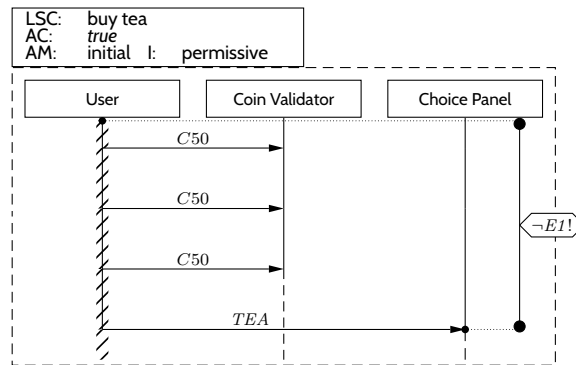 LSC: buy tea
AC: true
AM: initial I: permissive
User Coin Validator Choice Panel
C50
C50
¬E1!
C50
TEA